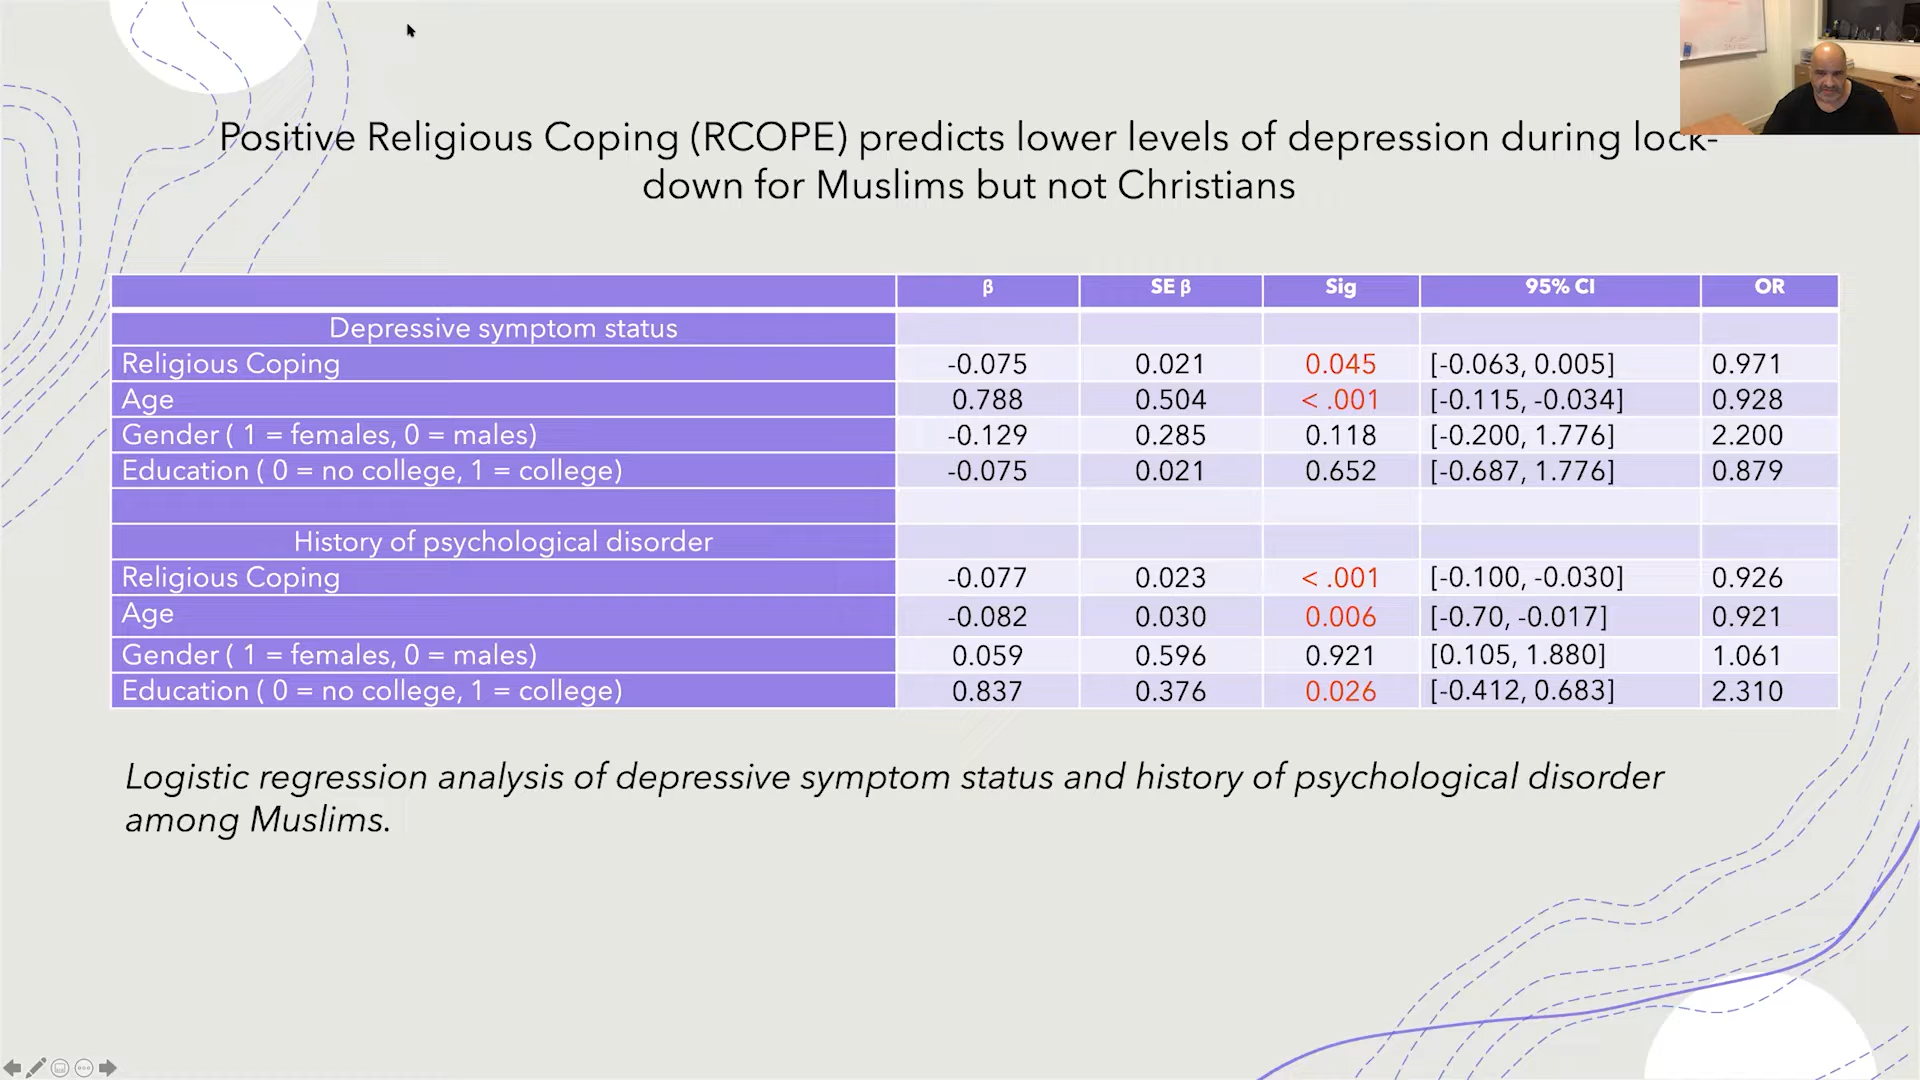 Positive Religious Coping (RCOPE) predicts lower levels of depression during lock-
down for Muslims but not Christians
β SE β Sig 95% CI OR
Depressive symptom status
Religious Coping -0.075 0.021 0.045 [-0.063, 0.005] 0.971
Age 0.788 0.504 < .001 [-0.115, -0.034] 0.928
Gender ( 1 = females, 0 = males) -0.129 0.285 0.118 [-0.200, 1.776] 2.200
Education ( 0 = no college, 1 = college) -0.075 0.021 0.652 [-0.687, 1.776] 0.879
History of psychological disorder
Religious Coping -0.077 0.023 < .001 [-0.100, -0.030] 0.926
Age -0.082 0.030 0.006 [-0.70, -0.017] 0.921
Gender ( 1 = females, 0 = males) 0.059 0.596 0.921 [0.105, 1.880] 1.061
Education ( 0 = no college, 1 = college) 0.837 0.376 0.026 [-0.412, 0.683] 2.310
Logistic regression analysis of depressive symptom status and history of psychological disorder
among Muslims.